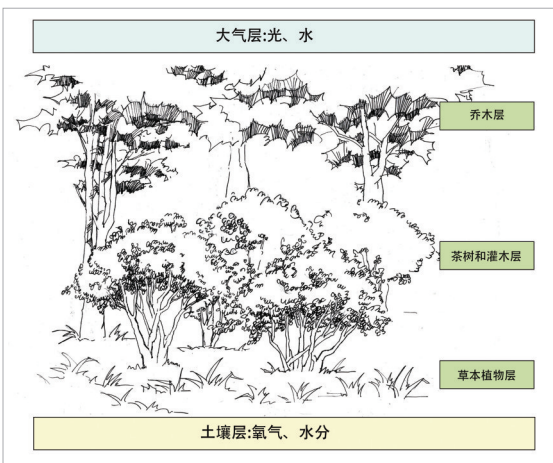 大气层:光、水
乔木层
茶树和灌木层
草本植物层
土壤层:氧气、水分